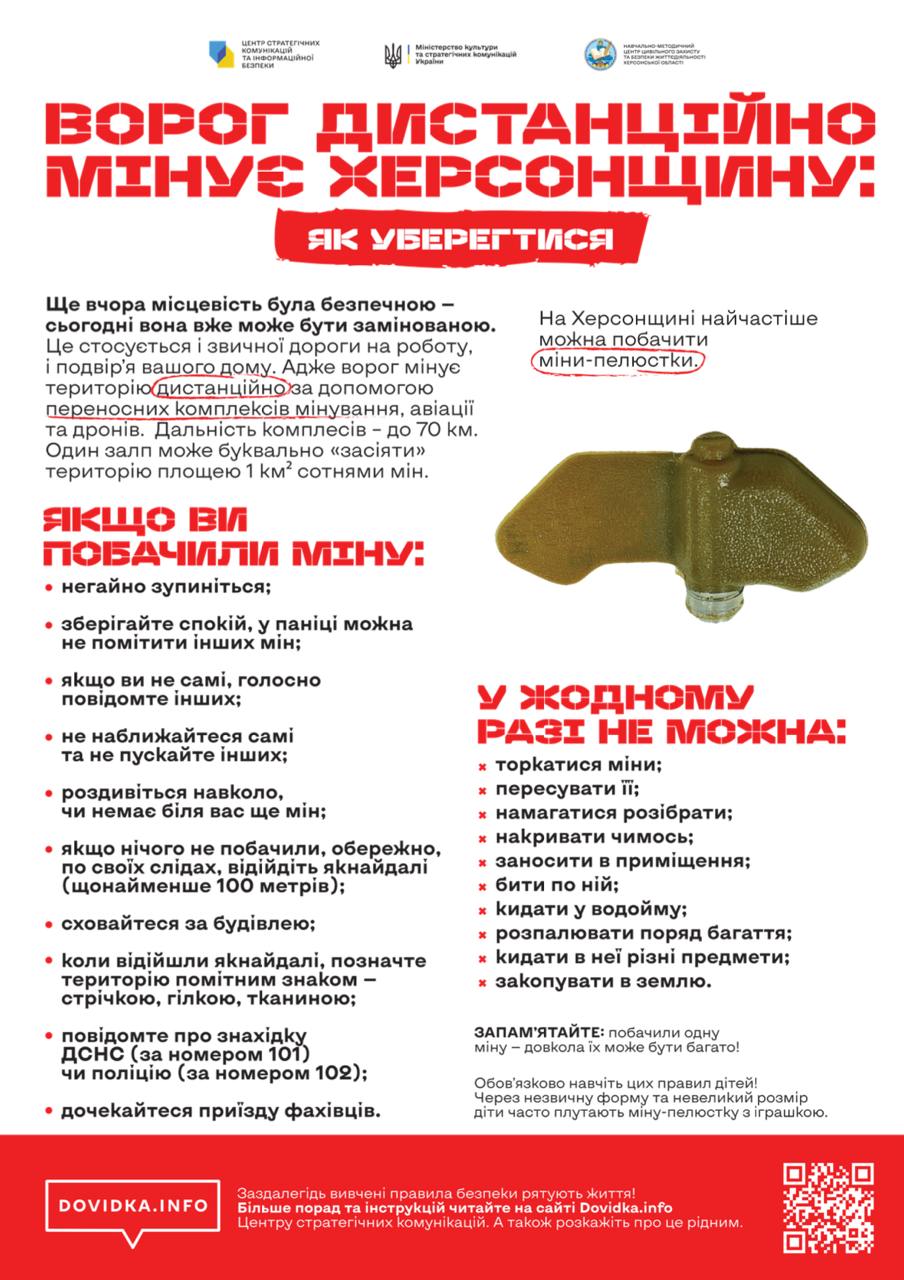 ЦЕНТР СТРАТЕГІЧНИХ
КОМУНІКАЦІЙ
ТА ІНФОРМАЦІЙНОЇ
БЕЗПЕКИ
Міністерство культури
та стратегічних комунікацій
України
НАВЧАЛЬНО-МЕТОДИЧНИЙ
ЦЕНТР ЦИВІЛЬНОГО ЗАХИСТУ
ТА БЕЗПЕКИ ЖИТТЄДІЯЛЬНОСТІ
ХЕРСОНСЬКОЇ ОБЛАСТІ
ВОРОГ ДИСТАНЦІЙНО
МІНУЄ ХЕРСОНЩИНУ:
ЯК УБЕРЕГТИСЯ
Ще вчора місцевість була безпечною –
сьогодні вона вже може бути замінованою.
Це стосується і звичної дороги на роботу,
і подвір’я вашого дому. Адже ворог мінує
територію дистанційно за допомогою
переносних комплексів мінування, авіації
та дронів. Дальність комплесів – до 70 км.
Один залп може буквально «засіяти»
територію площею 1 км² сотнями мін.
На Херсонщині найчастіше
можна побачити
міни-пелюстки.
ЯКЩО ВИ
ПОБАЧИЛИ МІНУ:
• негайно зупиніться;
• зберігайте спокій, у паніці можна
не помітити інших мін;
• якщо ви не самі, голосно
повідомте інших;
• не наближайтеся самі
та не пускайте інших;
• роздивіться навколо,
чи немає біля вас ще мін;
• якщо нічого не побачили, обережно,
по своїх слідах, відійдіть якнайдалі
(щонайменше 100 метрів);
• сховайтеся за будівлею;
• коли відійшли якнайдалі, позначте
територію помітним знаком –
стрічкою, гілкою, тканиною;
• повідомте про знахідку
ДСНС (за номером 101)
чи поліцію (за номером 102);
• дочекайтеся приїзду фахівців.
У ЖОДНОМУ
РАЗІ НЕ МОЖНА:
× торкатися міни;
× пересувати її;
× намагатися розібрати;
× накривати чимось;
× заносити в приміщення;
× бити по ній;
× кидати у водойму;
× розпалювати поряд багаття;
× кидати в неї різні предмети;
× закопувати в землю.
ЗАПАМ’ЯТАЙТЕ: побачили одну
міну – довкола їх може бути багато!
Обов’язково навчіть цих правил дітей!
Через незвичну форму та невеликий розмір
діти часто плутають міну-пелюстку з іграшкою.
DOVIDKA.INFO
Заздалегідь вивчені правила безпеки рятують життя!
Більше порад та інструкцій читайте на сайті Dovidka.info
Центру стратегічних комунікацій. А також розкажіть про це рідним.